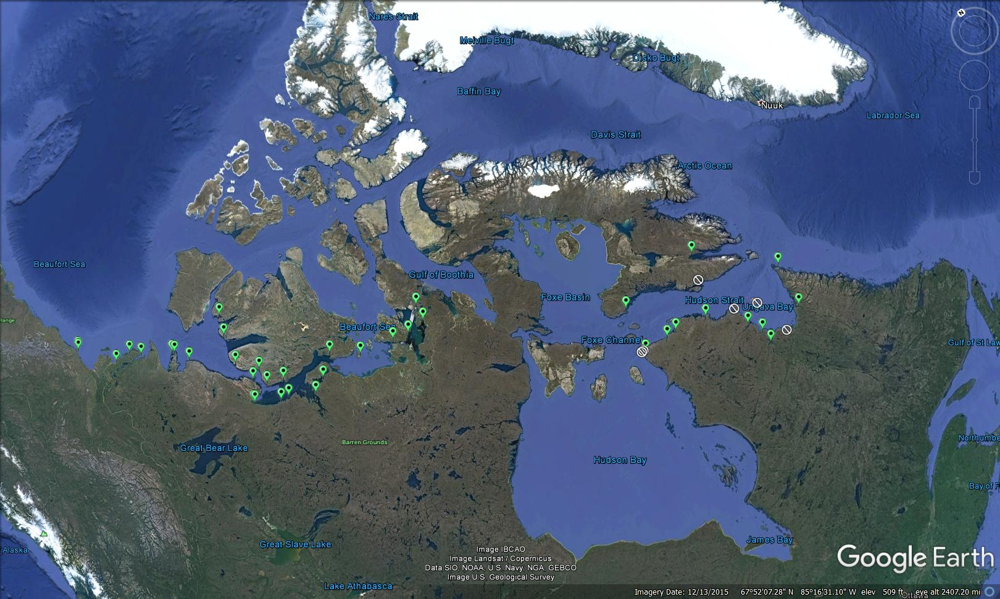 Nares Strait
Melville Bugt
Disko Bugt
Baffin Bay
Nuuk
Labrador Sea
Davis Strait
Arctic Ocean
Beaufort Sea
Gulf of Boothia
Foxe Basin
Hudson Strait
Ungava Bay
Range
Beaufort Sea
Foxe Channel
Gulf of St Law
Northumbe
Barren Grounds
Great Bear Lake
Hudson Bay
Bay of F
James Bay
Great Slave Lake
Alaska
Image IBCAO
Image Landsat / Copernicus
Data SIO, NOAA, U.S. Navy, NGA, GEBCO
Image U.S. Geological Survey
Google Earth
Lake Athabasca
Imagery Date: 12/13/2015 67°52'07.28" N 85°16'31.10" W elev 509 ft eye alt 2407.20 mi
Ottawa
N